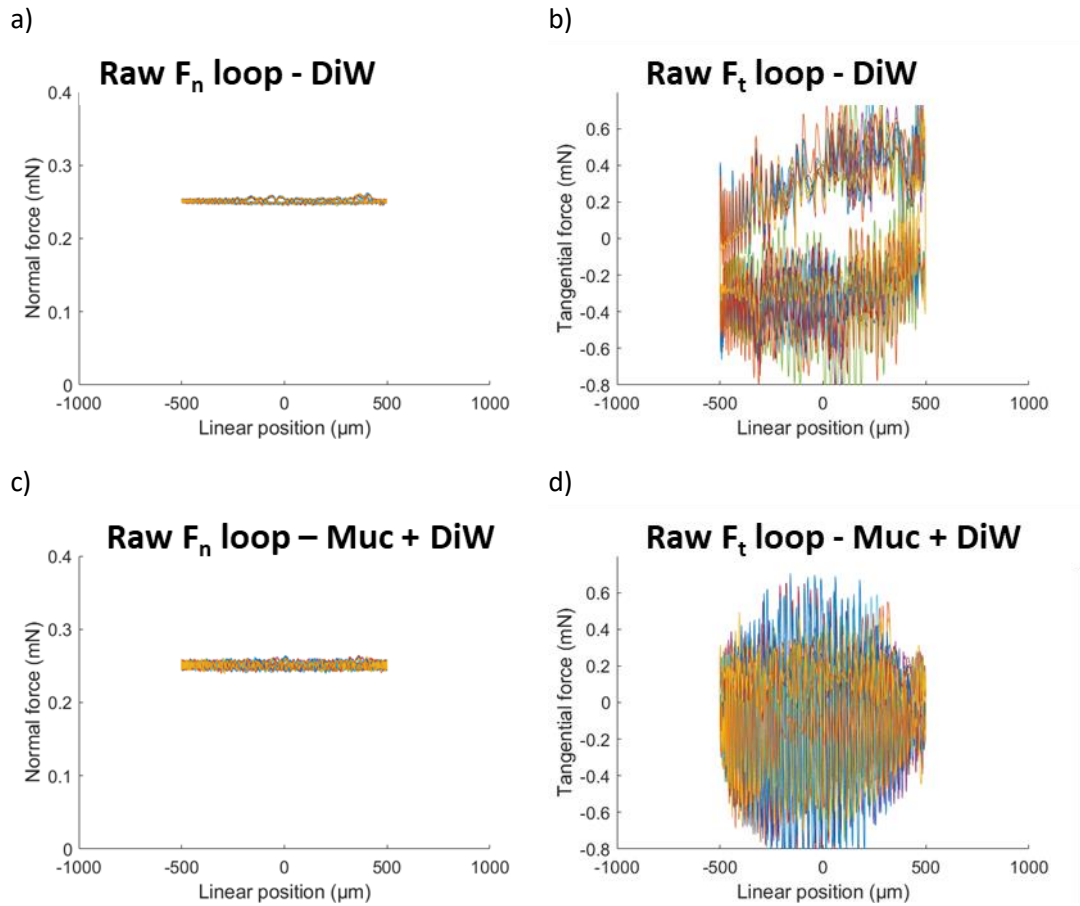 a)
Raw Fn loop - DiW
0.4
0.3
0.2
0.1
0
Normal force (mN)
-1000 -500 0 500 1000
Linear position (µm)
b)
Raw Ft loop - DiW
0.6
0.4
0.2
0
-0.2
-0.4
-0.6
-0.8
Tangential force (mN)
-1000 -500 0 500 1000
Linear position (µm)
c)
Raw Fn loop – Muc + DiW
0.4
0.3
0.2
0.1
0
Normal force (mN)
-1000 -500 0 500 1000
Linear position (µm)
d)
Raw Ft loop - Muc + DiW
0.6
0.4
0.2
0
-0.2
-0.4
-0.6
-0.8
Tangential force (mN)
-1000 -500 0 500 1000
Linear position (µm)